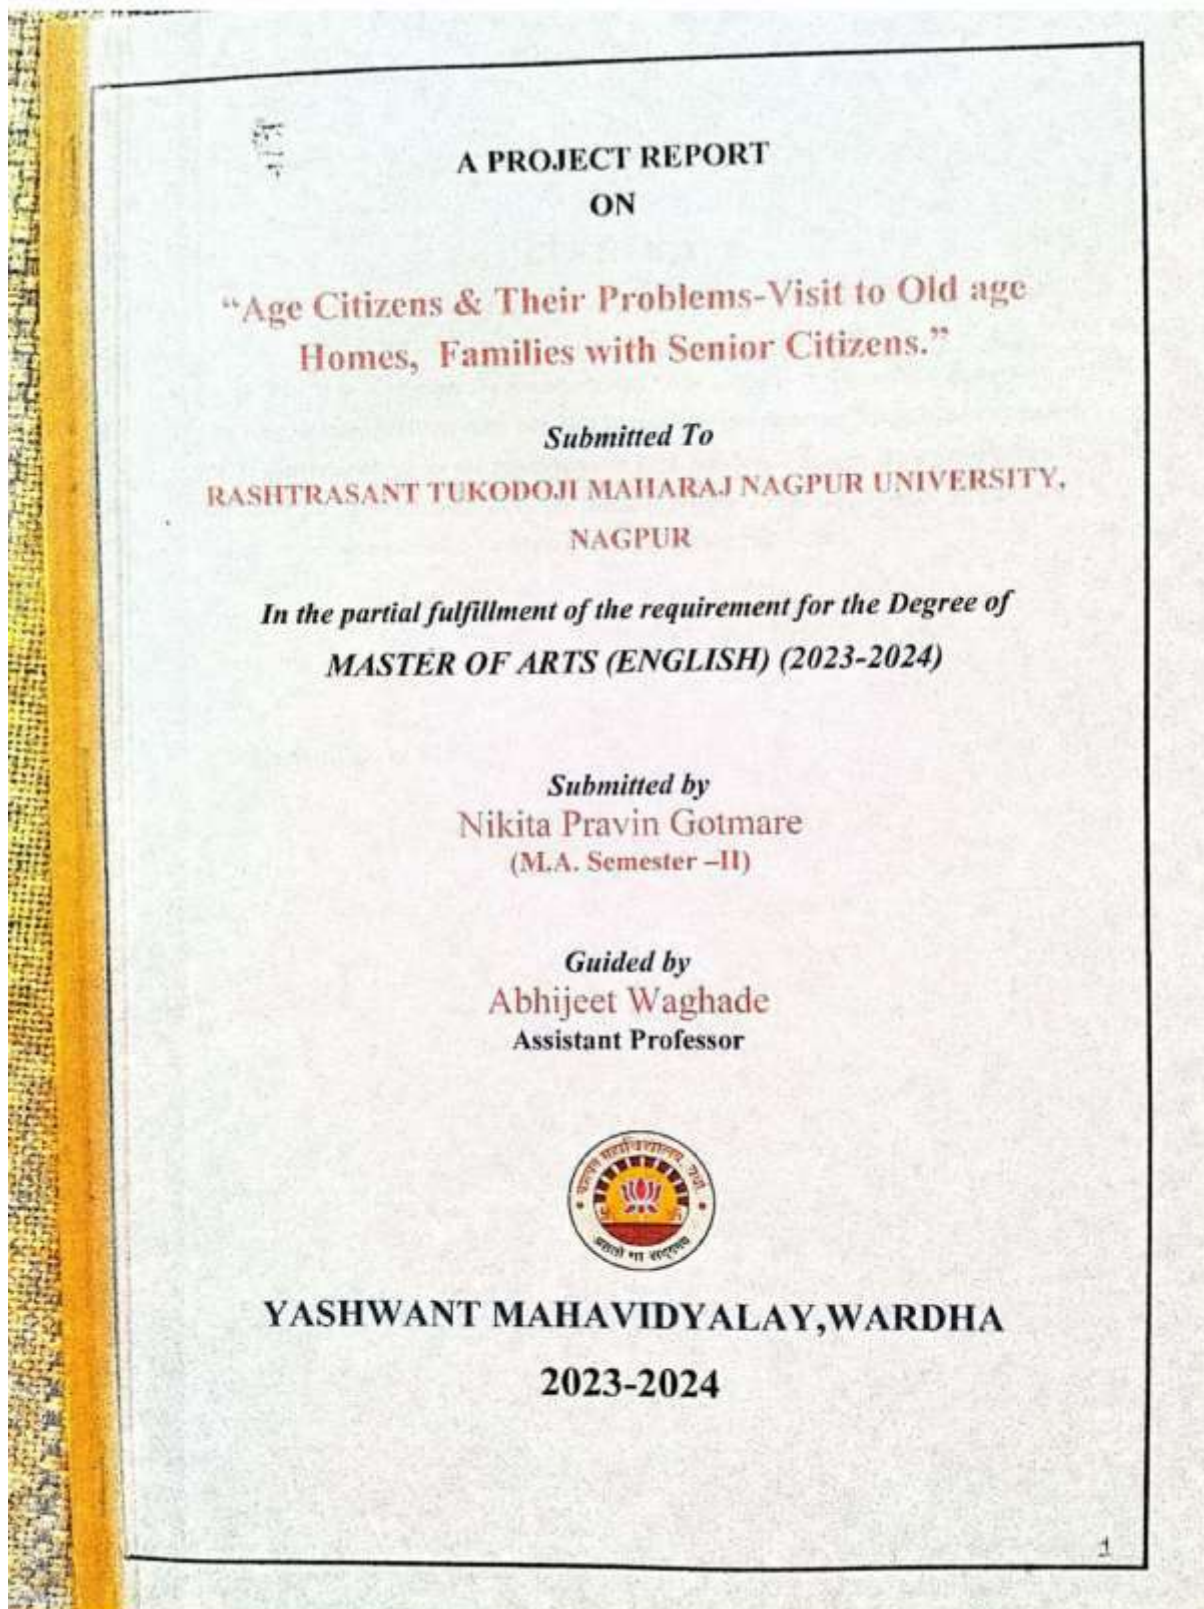 A PROJECT REPORT
ON
“Age Citizens & Their Problems-Visit to Old age
Homes, Families with Senior Citizens.”
Submitted To
RASHTRASANT TUKODOJI MAHARAJ NAGPUR UNIVERSITY,
NAGPUR
In the partial fulfillment of the requirement for the Degree of
MASTER OF ARTS (ENGLISH) (2023-2024)
Submitted by
Nikita Pravin Gotmare
(M.A. Semester –II)
Guided by
Abhijeet Waghade
Assistant Professor
असतो मा सद्गमय
YASHWANT MAHAVIDYALAY,WARDHA
2023-2024
1